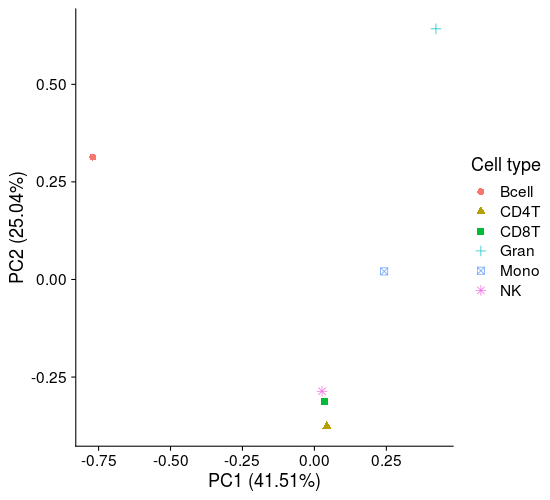 0.50
0.25
0.00
-0.25
PC2 (25.04%)
-0.75
-0.50
-0.25
0.00
0.25
PC1 (41.51%)
Cell type
Bcell
CD4T
CD8T
Gran
Mono
NK